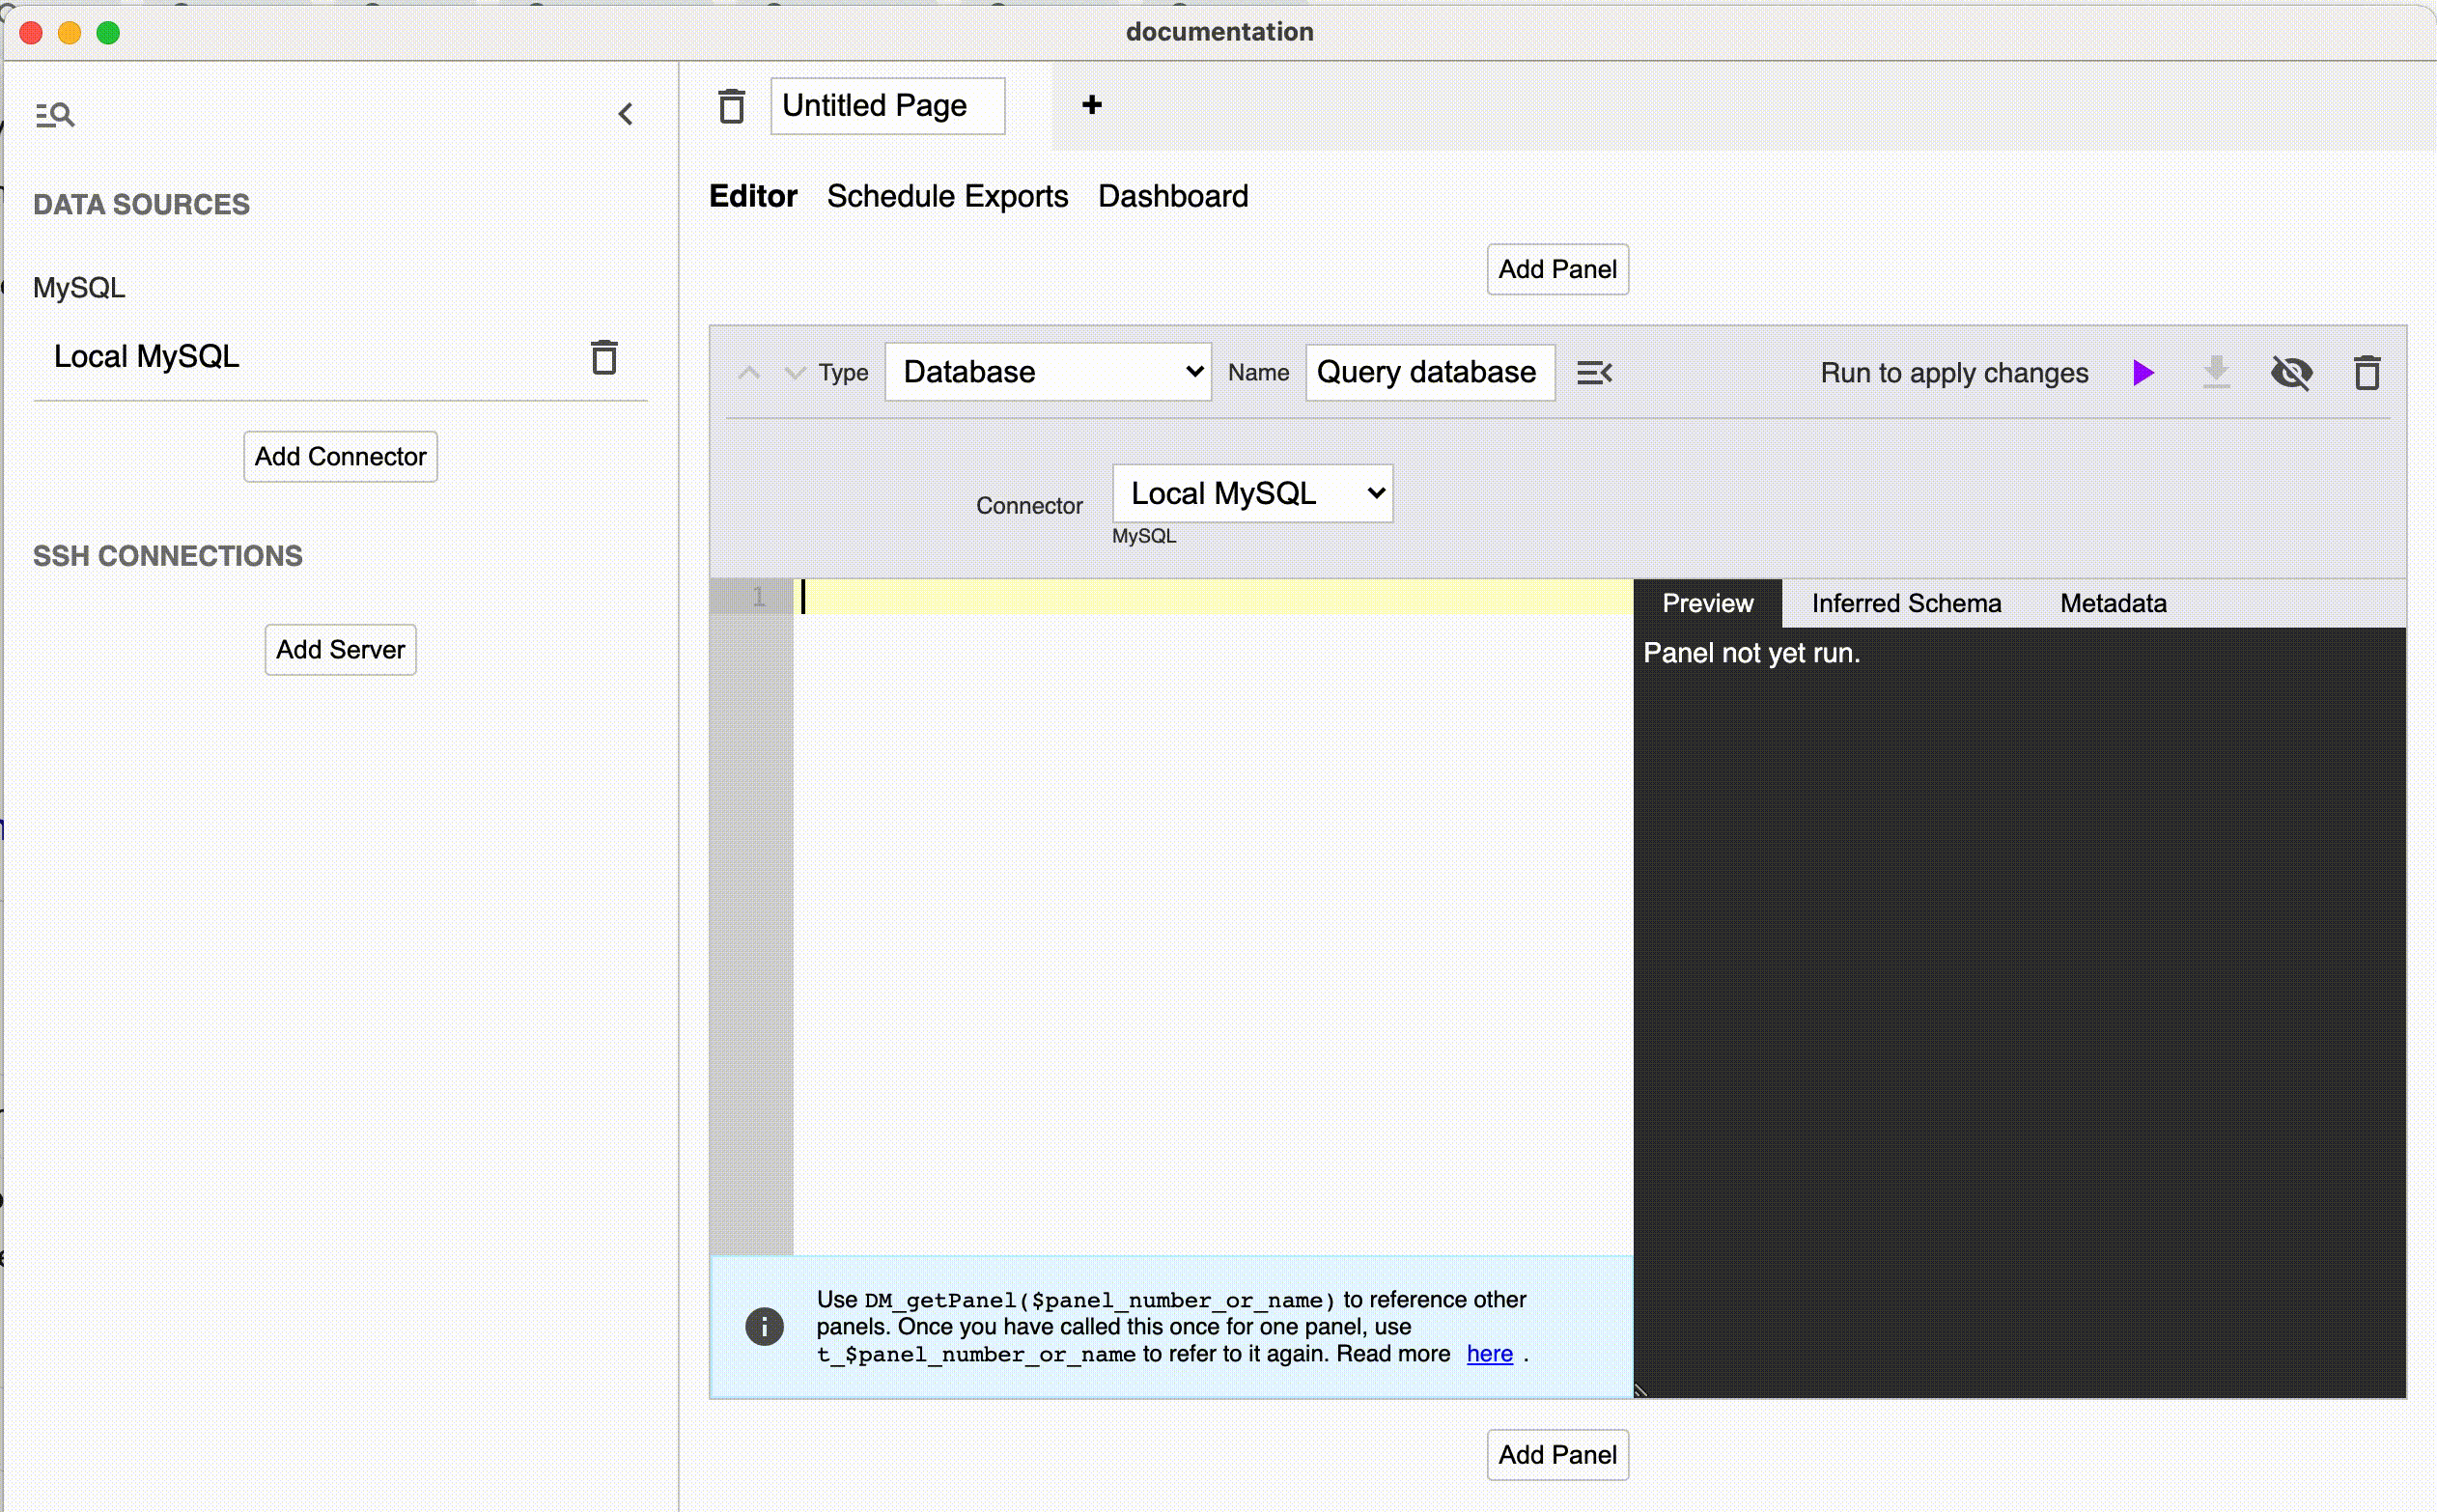 documentation
Untitled Page
+
DATA SOURCES
MySQL
Local MySQL
Add Connector
SSH CONNECTIONS
Add Server
Editor Schedule Exports Dashboard
Add Panel
Type Database Name Query database Run to apply changes
Connector Local MySQL
MySQL
1
Preview Inferred Schema Metadata
Panel not yet run.
Use DM_getPanel($panel_number_or_name) to reference other
panels. Once you have called this once for one panel, use
t_$panel_number_or_name to refer to it again. Read more here .
Add Panel